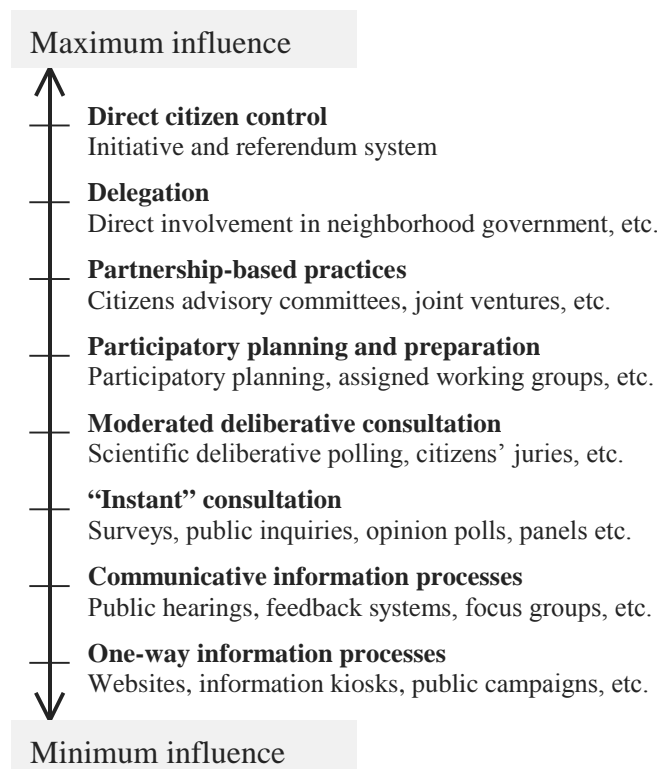 Maximum influence
Direct citizen control
Initiative and referendum system
Delegation
Direct involvement in neighborhood government, etc.
Partnership-based practices
Citizens advisory committees, joint ventures, etc.
Participatory planning and preparation
Participatory planning, assigned working groups, etc.
Moderated deliberative consultation
Scientific deliberative polling, citizens’ juries, etc.
“Instant” consultation
Surveys, public inquiries, opinion polls, panels etc.
Communicative information processes
Public hearings, feedback systems, focus groups, etc.
One-way information processes
Websites, information kiosks, public campaigns, etc.
Minimum influence